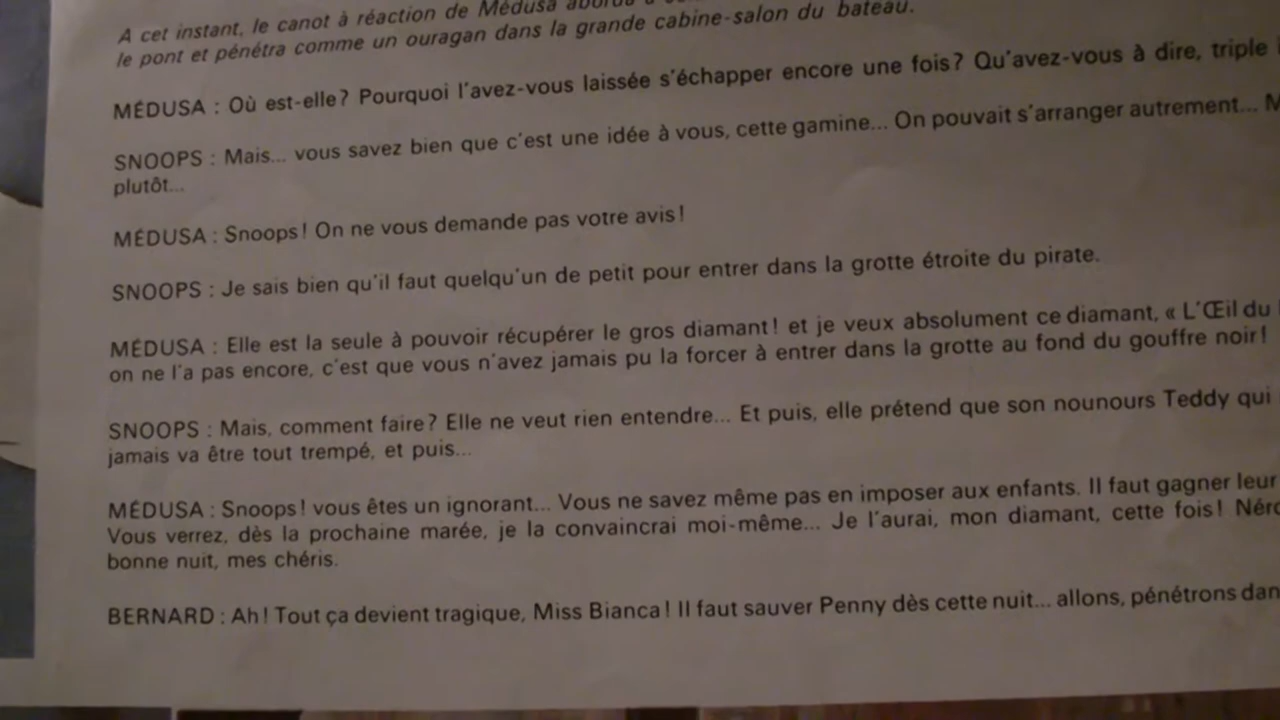 A cet instant, le canot à réaction de Médusa
le pont et pénétra comme un ouragan dans la grande cabine-salon du bateau.
MÉDUSA : Où est-elle? Pourquoi l'avez-vous laissée s'échapper encore une fois? Qu'avez-vous à dire, triple
SNOOPS : Mais... vous savez bien que c'est une idée à vous, cette gamine... On pouvait s'arranger autrement...
plutôt...
MÉDUSA : Snoops! On ne vous demande pas votre avis!
SNOOPS : Je sais bien qu'il faut quelqu'un de petit pour entrer dans la grotte étroite du pirate.
MÉDUSA : Elle est la seule à pouvoir récupérer le gros diamant! et je veux absolument ce diamant, « L'Œil du
on ne l'a pas encore, c'est que vous n'avez jamais pu la forcer à entrer dans la grotte au fond du gouffre noir!
SNOOPS : Mais, comment faire? Elle ne veut rien entendre... Et puis, elle prétend que son nounours Teddy qui
jamais va être tout trempé, et puis...
MÉDUSA : Snoops! vous êtes un ignorant... Vous ne savez même pas en imposer aux enfants. Il faut gagner leur
Vous verrez, dès la prochaine marée, je la convaincrai moi-même... Je l'aurai, mon diamant, cette fois!
bonne nuit, mes chéris.
BERNARD : Ah! Tout ça devient tragique, Miss Bianca! Il faut sauver Penny dès cette nuit... allons, pénétrons